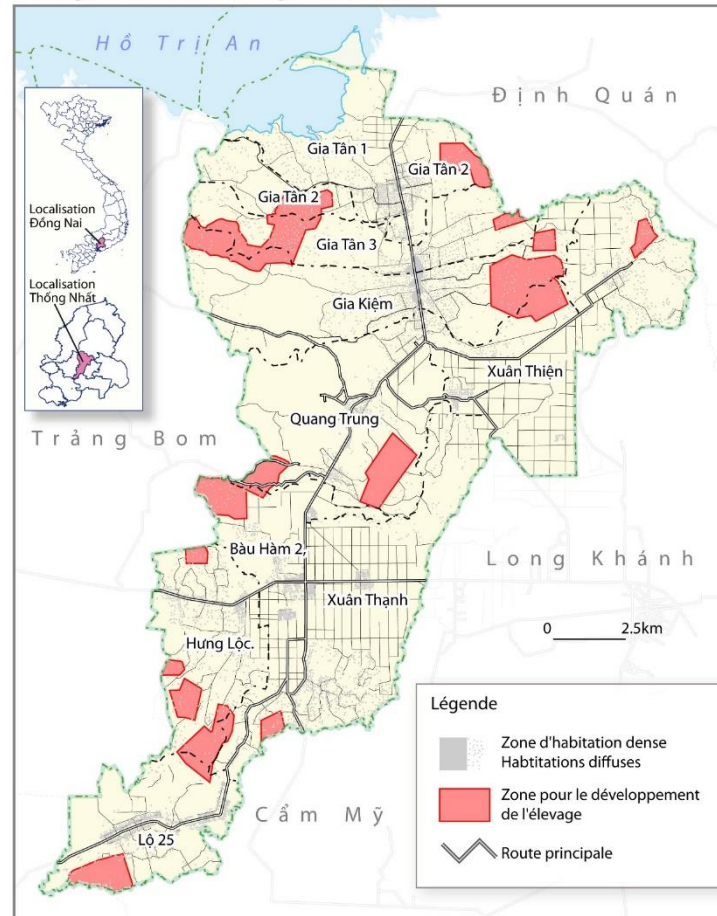 Hồ Trị An
Định Quán
Gia Tân 1
Gia Tân 2
Gia Tân 2
Gia Tân 3
Gia Kiệm
Localisation
Đồng Nai
Localisation
Thống Nhất
Xuân Thiện
Quang Trung
Trảng Bom
Bàu Hàm 2,
Long Khánh
Xuân Thạnh
0 2.5km
Hưng Lộc.
Cẩm Mỹ
Lộ 25
Légende
Zone d'habitation dense
Habtitations diffuses
Zone pour le développement
de l'élevage
Route principale